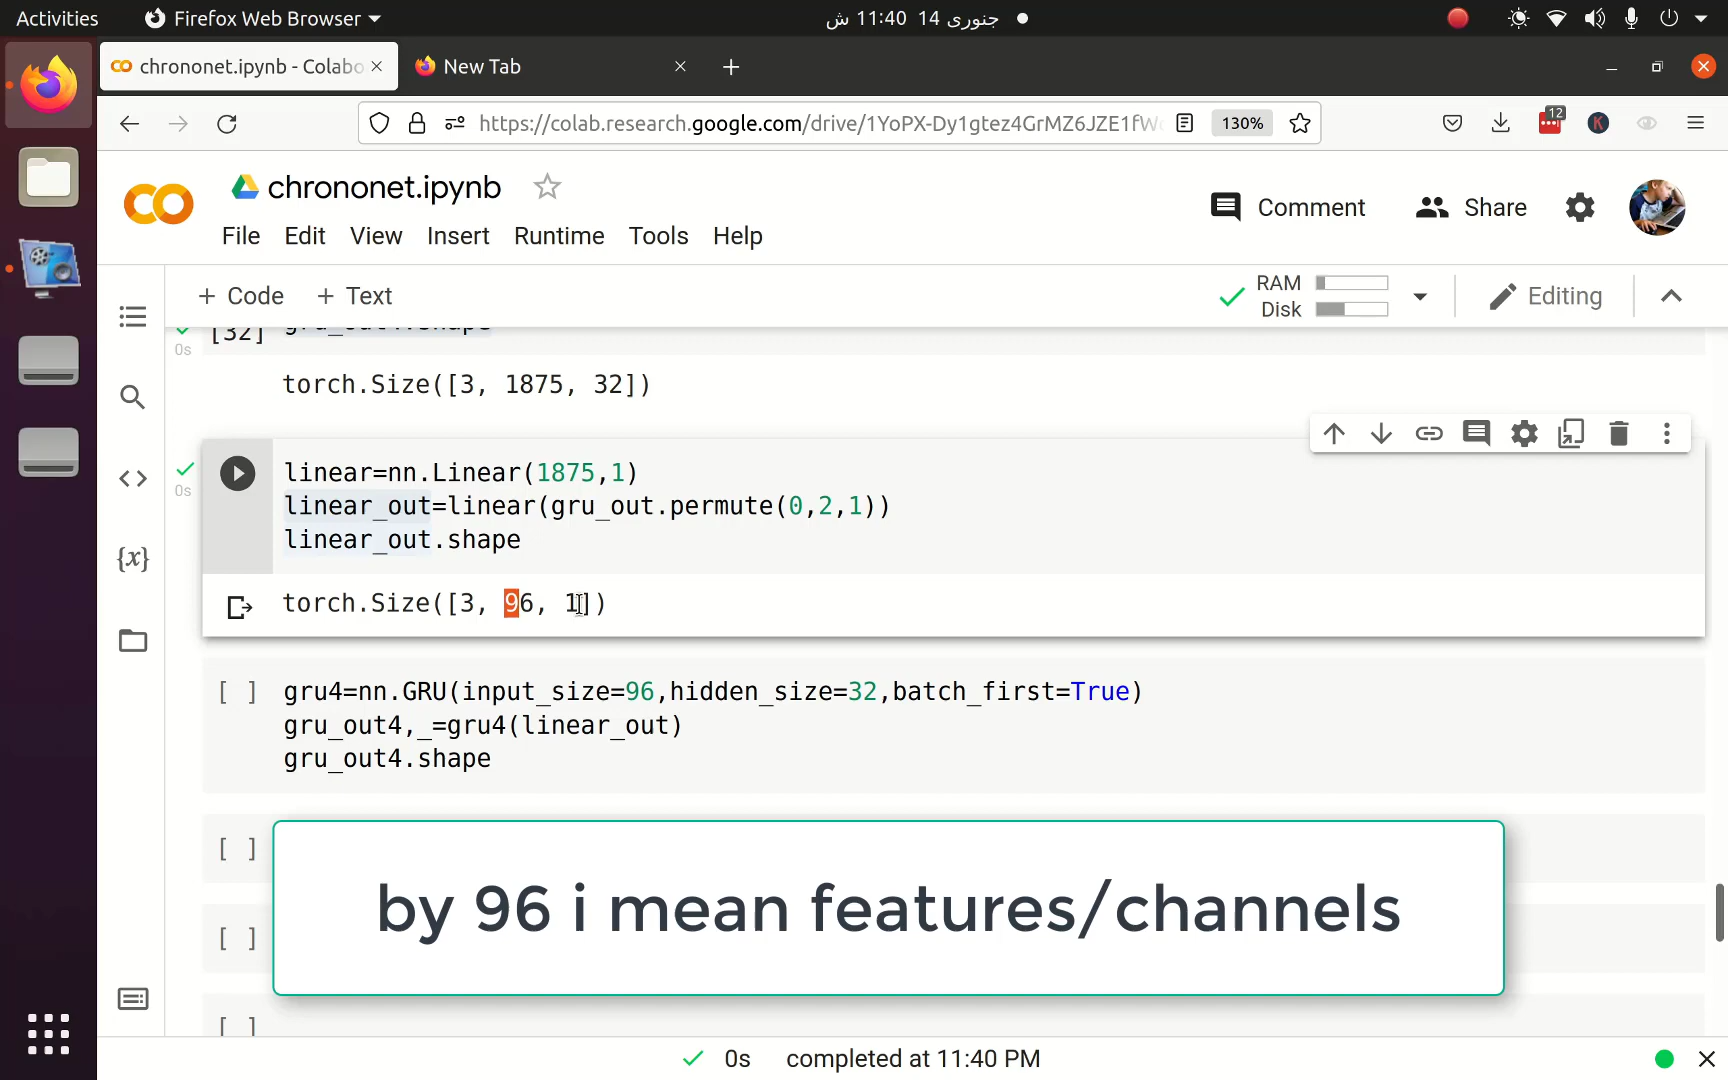 Activities
Firefox Web Browser
جنوری 14 11:40 ش
chrononet.ipynb - Colabo
New Tab
https://colab.research.google.com/drive/1YoPX-Dy1gtez4GrMZ6JZE1fW
130%
12
K
chrononet.ipynb
Comment
Share
File Edit View Insert Runtime Tools Help
+ Code + Text
RAM
Disk
Editing
[32] gru_out4.shape
0s
torch.Size([3, 1875, 32])
linear=nn.Linear(1875,1)
0s
linear_out=linear(gru_out.permute(0,2,1))
linear_out.shape
{x}
torch.Size([3, 96, 1])
[ ] gru4=nn.GRU(input_size=96,hidden_size=32,batch_first=True)
gru_out4,_=gru4(linear_out)
gru_out4.shape
[ ]
by 96 i mean features/channels
[ ]
[ ]
0s completed at 11:40 PM